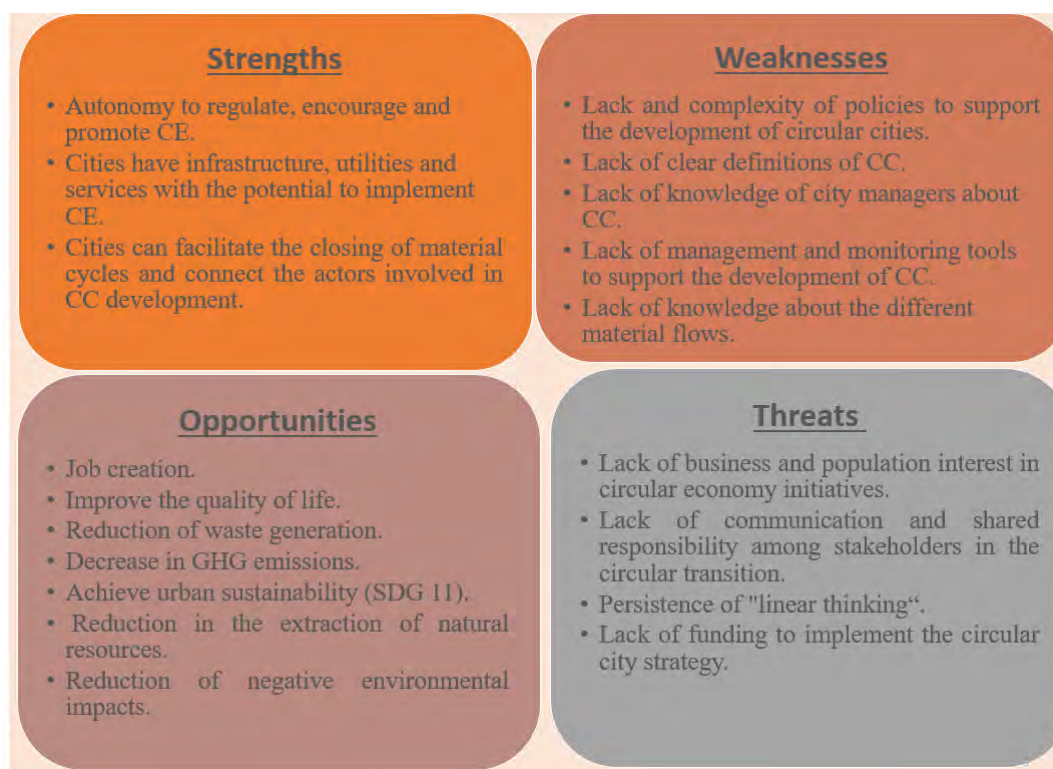 Strengths
• Autonomy to regulate, encourage and
promote CE.
• Cities have infrastructure, utilities and
services with the potential to implement
CE.
• Cities can facilitate the closing of material
cycles and connect the actors involved in
CC development.
Weaknesses
• Lack and complexity of policies to support
the development of circular cities.
• Lack of clear definitions of CC.
• Lack of knowledge of city managers about
CC.
• Lack of management and monitoring tools
to support the development of CC.
• Lack of knowledge about the different
material flows.
Opportunities
• Job creation.
• Improve the quality of life.
• Reduction of waste generation.
• Decrease in GHG emissions.
• Achieve urban sustainability (SDG 11).
• Reduction in the extraction of natural
resources.
• Reduction of negative environmental
impacts.
Threats
• Lack of business and population interest in
circular economy initiatives.
• Lack of communication and shared
responsibility among stakeholders in the
circular transition.
• Persistence of "linear thinking“.
• Lack of funding to implement the circular
city strategy.